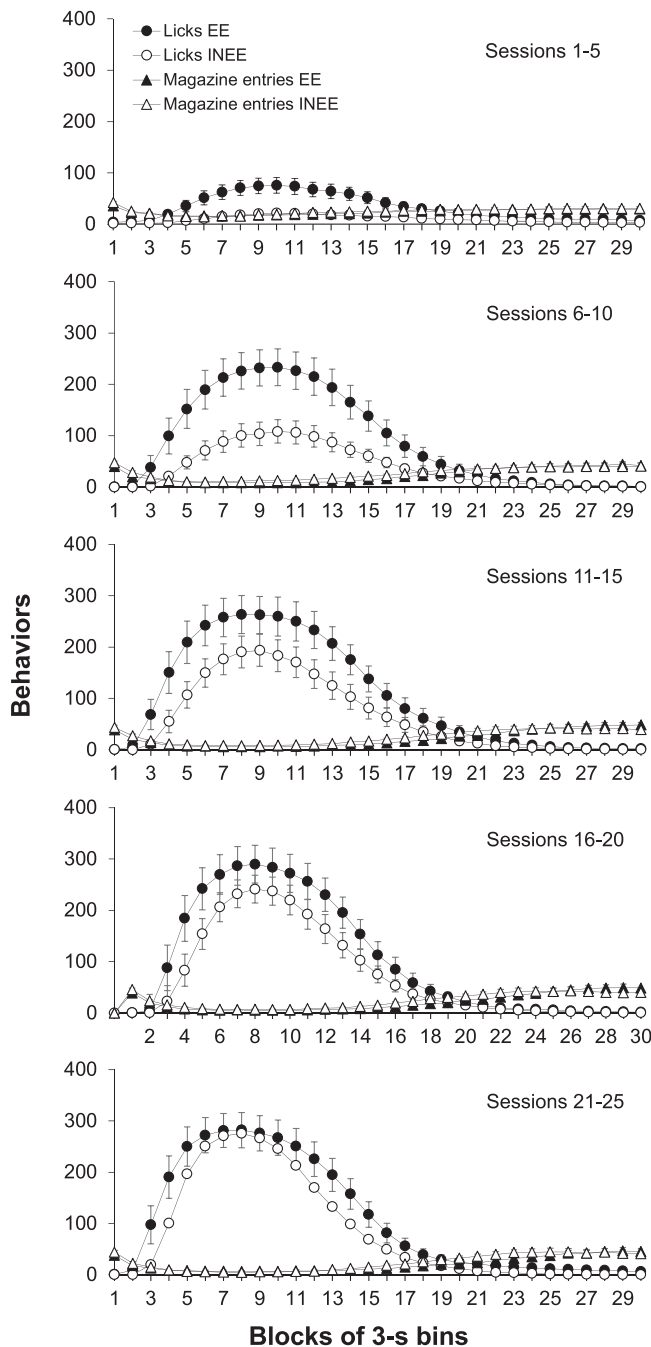 400
300
200
100
0
Licks EE
Licks INEE
Magazine entries EE
Magazine entries INEE
Sessions 1-5
1 3 5 7 9 11 13 15 17 19 21 23 25 27 29
400
300
200
100
0
Sessions 6-10
1 3 5 7 9 11 13 15 17 19 21 23 25 27 29
400
300
200
100
0
Sessions 11-15
1 3 5 7 9 11 13 15 17 19 21 23 25 27 29
Behaviors
400
300
200
100
0
Sessions 16-20
2 4 6 8 10 12 14 16 18 20 22 24 26 28 30
400
300
200
100
0
Sessions 21-25
1 3 5 7 9 11 13 15 17 19 21 23 25 27 29
Blocks of 3-s bins